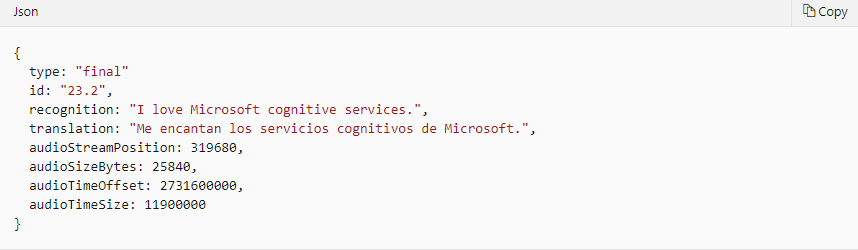 Json
Copy
{
type: "final"
id: "23.2",
recognition: "I love Microsoft cognitive services.",
translation: "Me encantan los servicios cognitivos de Microsoft.",
audioStreamPosition: 319680,
audioSizeBytes: 25840,
audioTimeOffset: 2731600000,
audioTimeSize: 11900000
}